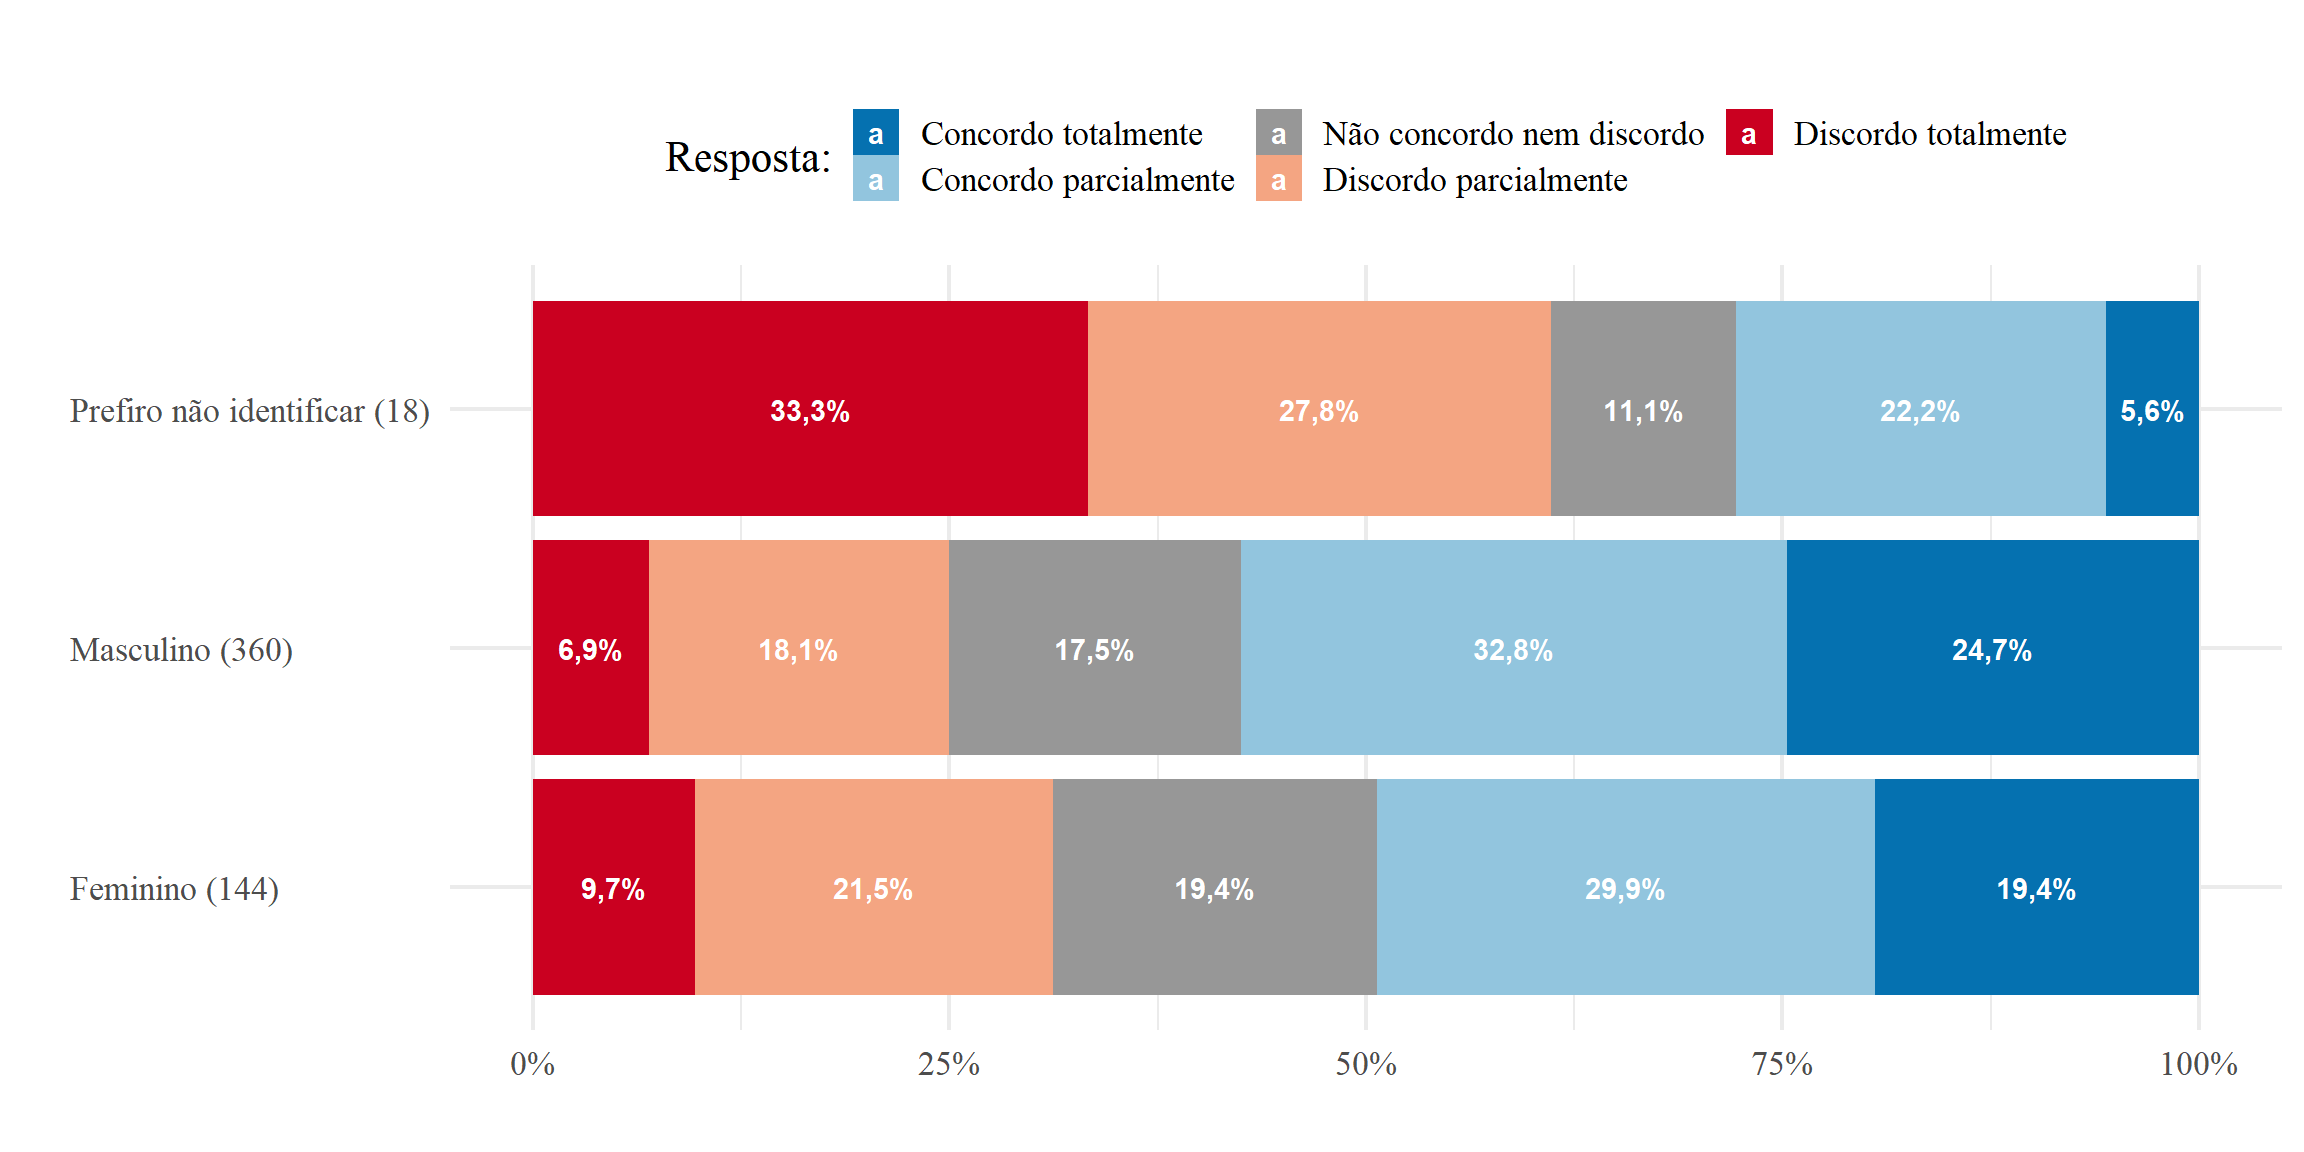 Resposta:
a Concordo totalmente
a Concordo parcialmente
a Não concordo nem discordo
a Discordo parcialmente
a Discordo totalmente
Prefiro não identificar (18)
33,3% 27,8% 11,1% 22,2% 5,6%
Masculino (360)
6,9% 18,1% 17,5% 32,8% 24,7%
Feminino (144)
9,7% 21,5% 19,4% 29,9% 19,4%
0% 25% 50% 75% 100%